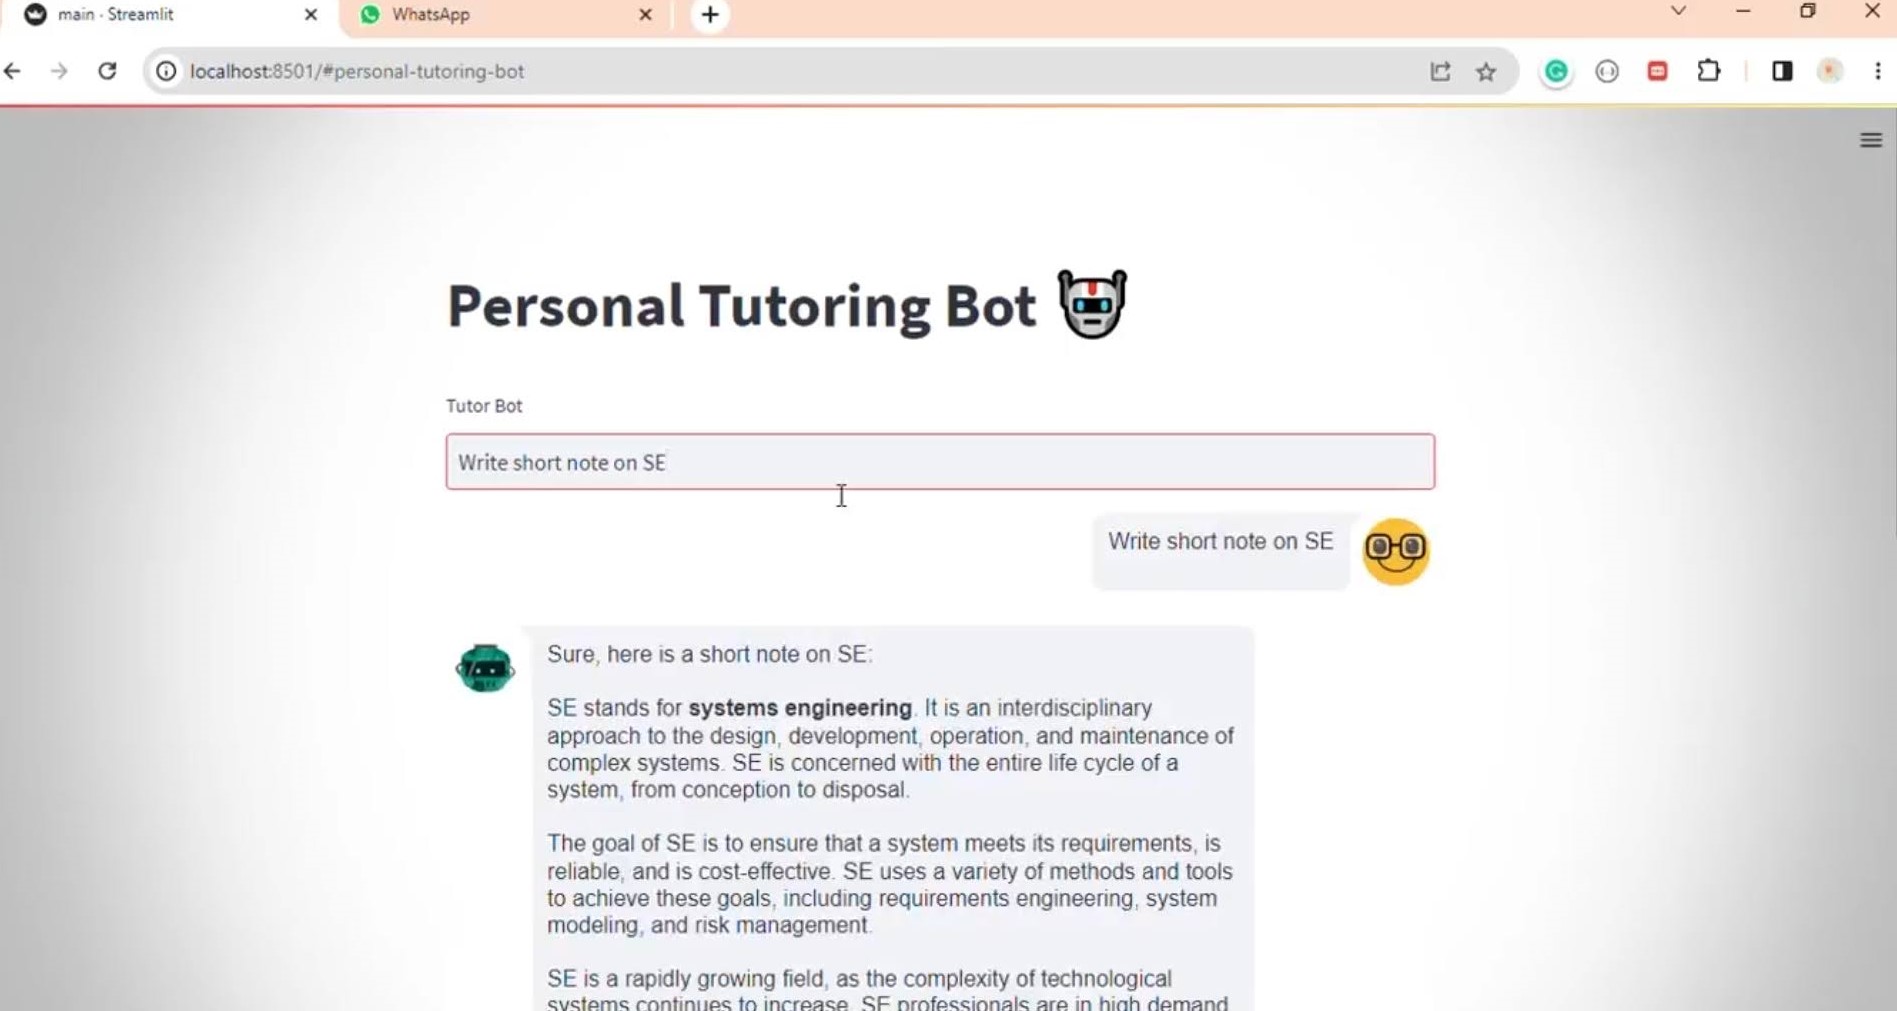 main · Streamlit
WhatsApp
localhost:8501/#personal-tutoring-bot
Personal Tutoring Bot
Tutor Bot
Write short note on SE
Write short note on SE
Sure, here is a short note on SE:
SE stands for systems engineering. It is an interdisciplinary
approach to the design, development, operation, and maintenance of
complex systems. SE is concerned with the entire life cycle of a
system, from conception to disposal.
The goal of SE is to ensure that a system meets its requirements, is
reliable, and is cost-effective. SE uses a variety of methods and tools
to achieve these goals, including requirements engineering, system
modeling, and risk management.
SE is a rapidly growing field, as the complexity of technological
systems continues to increase. SE professionals are in high demand